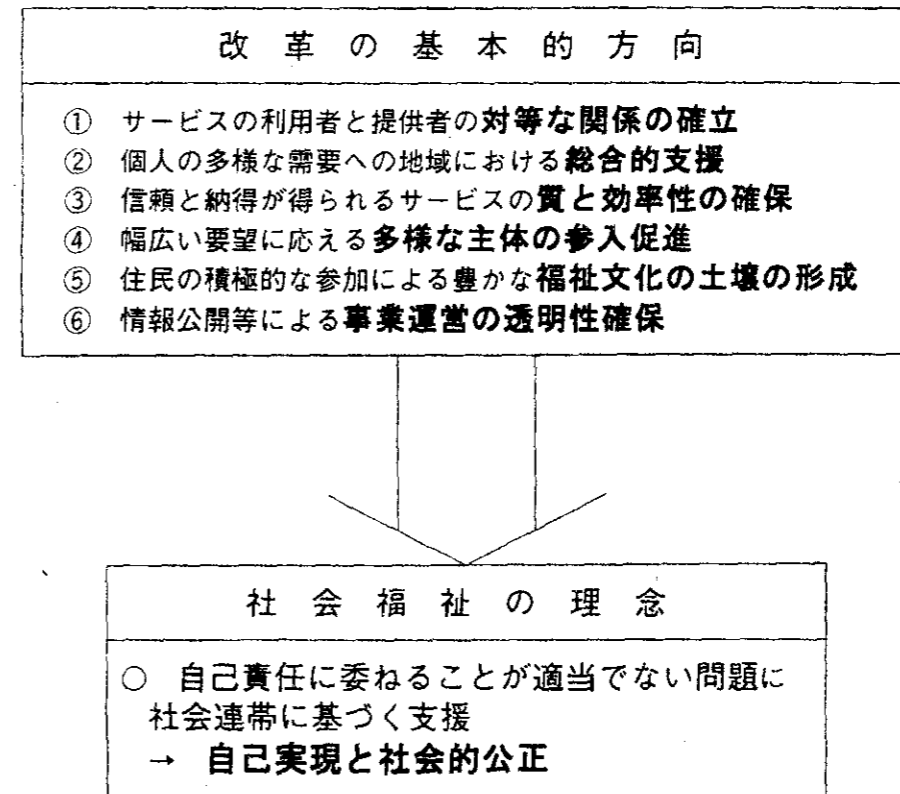 改革の基本的方向
① サービスの利用者と提供者の対等な関係の確立
② 個人の多様な需要への地域における総合的支援
③ 信頼と納得が得られるサービスの質と効率性の確保
④ 幅広い要望に応える多様な主体の参入促進
⑤ 住民の積極的な参加による豊かな福祉文化の土壌の形成
⑥ 情報公開等による事業運営の透明性確保
社会福祉の理念
○ 自己責任に委ねることが適当でない問題に
社会連帯に基づく支援
→ 自己実現と社会的公正